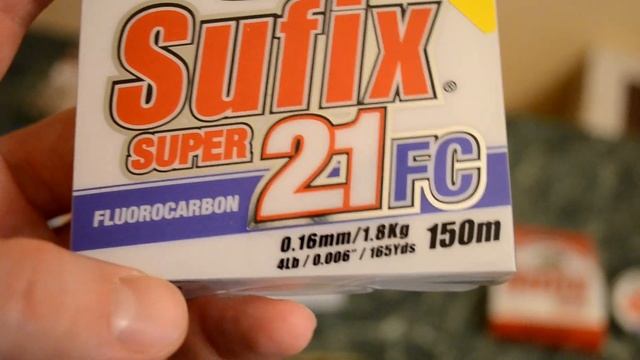 Sufix®
SUPER 21 FC
FLUOROCARBON
0.16mm/1.8Kg 150m
4Lb / 0.006" / 165Yds